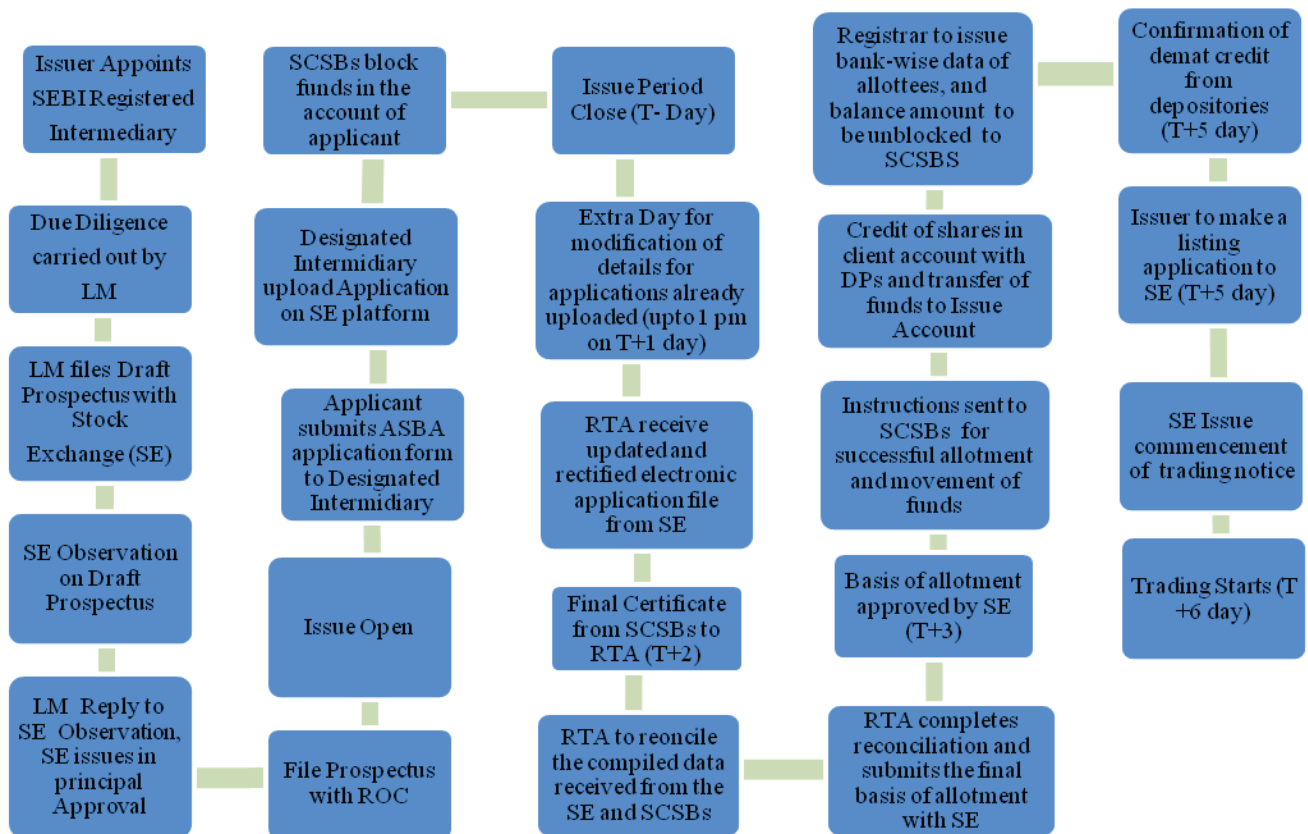 Issuer Appoints
SEBI Registered
Intermediary
Due Diligence
carried out by
LM
LM files Draft
Prospectus with
Stock
Exchange (SE)
SE Observation
on Draft
Prospectus
LM Reply to
SE Observation,
SE issues in
principal
Approval
File Prospectus
with ROC
Issue Open
Applicant
submits ASBA
application form
to Designated
Intermidiary
Designated
Intermidiary
upload Application
on SE platform
SCSBs block
funds in the
account of
applicant
Issue Period
Close (T- Day)
Extra Day for
modification of
details for
applications already
uploaded (upto 1 pm
on T+1 day)
RTA receive
updated and
rectified electronic
application file
from SE
Final Certificate
from SCSBs to
RTA (T+2)
RTA to reconcile
the compiled data
received from the
SE and SCSBs
RTA completes
reconciliation and
submits the final
basis of allotment
with SE
Basis of allotment
approved by SE
(T+3)
Instructions sent to
SCSBs for
successful allotment
and movement of
funds
Credit of shares in
client account with
DPs and transfer of
funds to Issue
Account
Registrar to issue
bank-wise data of
allottees, and
balance amount to
be unblocked to
SCSBS
Confirmation of
demat credit from
depositories
(T+5 day)
Issuer to make a
listing
application to
SE (T+5 day)
SE Issue
commencement
of trading notice
Trading Starts (T
+6 day)